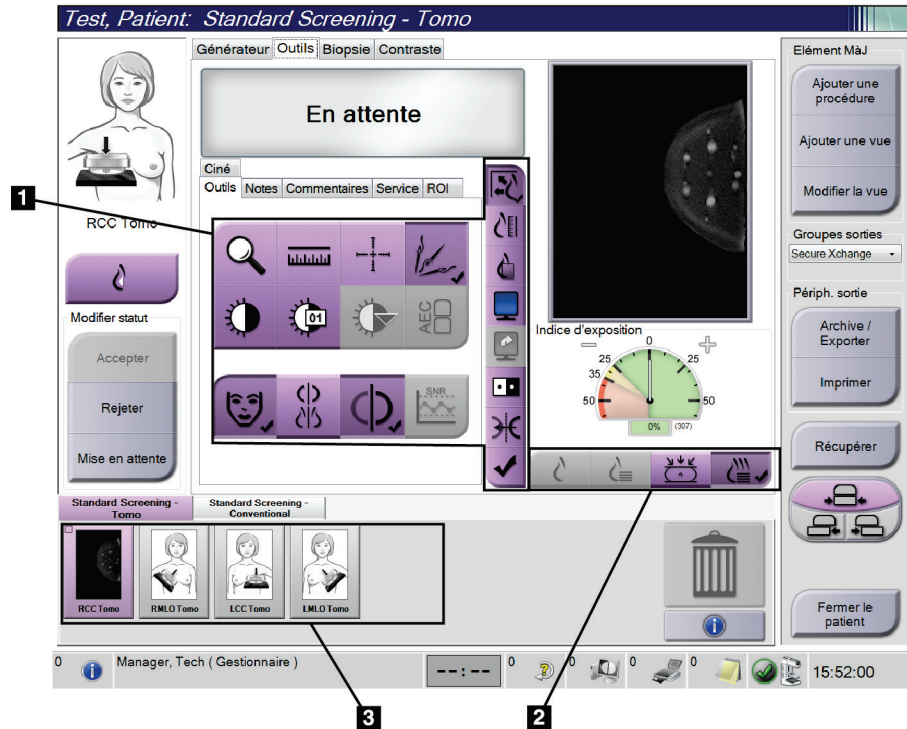 Test, Patient: Standard Screening - Tomo
Générateur Outils Biopsie Contraste
En attente
Ciné
Outils Notes Commentaires Service ROI
1
RCC Tomo
Modifier statut
Accepter
Rejeter
Mise en attente
01
AEC
SNR
Indice d'exposition
0
25 25
35
50 50
0% (307)
Elément MàJ
Ajouter une
procédure
Ajouter une vue
Modifier la vue
Groupes sorties
Secure Xchange
Périph. sortie
Archive /
Exporter
Imprimer
Récupérer
Fermer le
patient
Standard Screening -
Tomo
Standard Screening -
Conventional
RCC Tomo RMLO Tomo LCC Tomo LMLO Tomo
0 Manager, Tech ( Gestionnaire ) --:-- 0 0 0 0 15:52:00
3 2